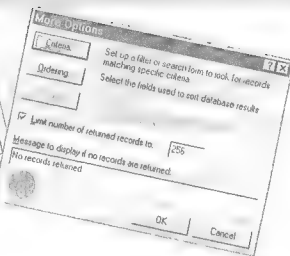 More Options
Criteria
Set up a filter or search form to look for records
matching specific criteria
Ordering
Select the fields used to sort database results
Limit number of returned records to:
256
Message to display if no records are returned:
No records returned
OK
Cancel